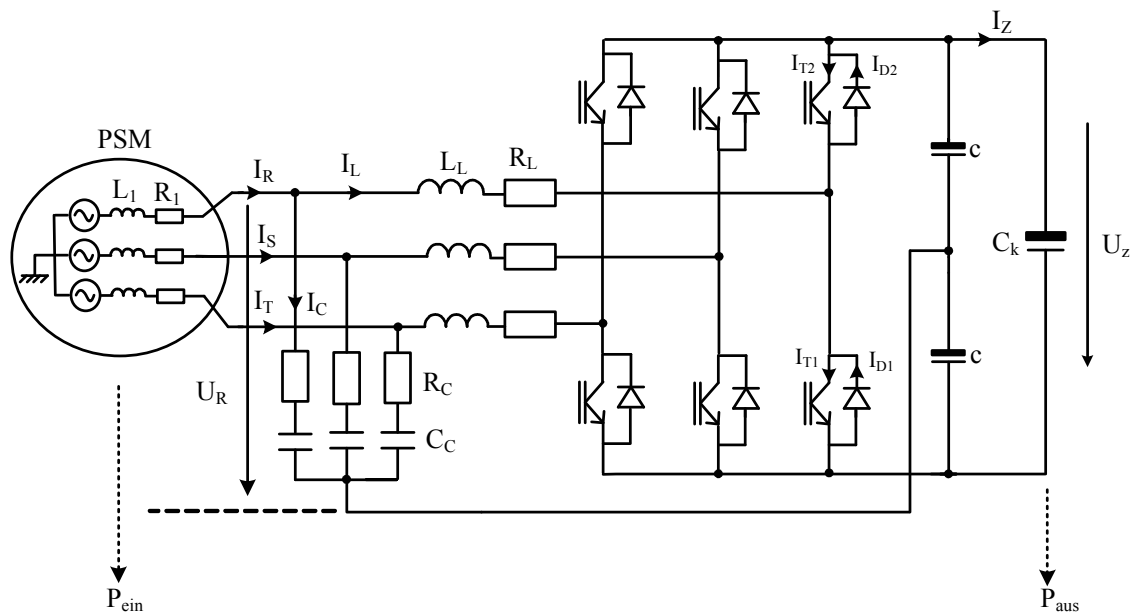 I_Z
I_T2
I_D2
PSM
I_R
I_L
L_L
R_L
c
L_1
R_1
I_S
C_k
U_z
I_T
I_C
I_T1
I_D1
c
U_R
R_C
C_C
P_ein
P_aus